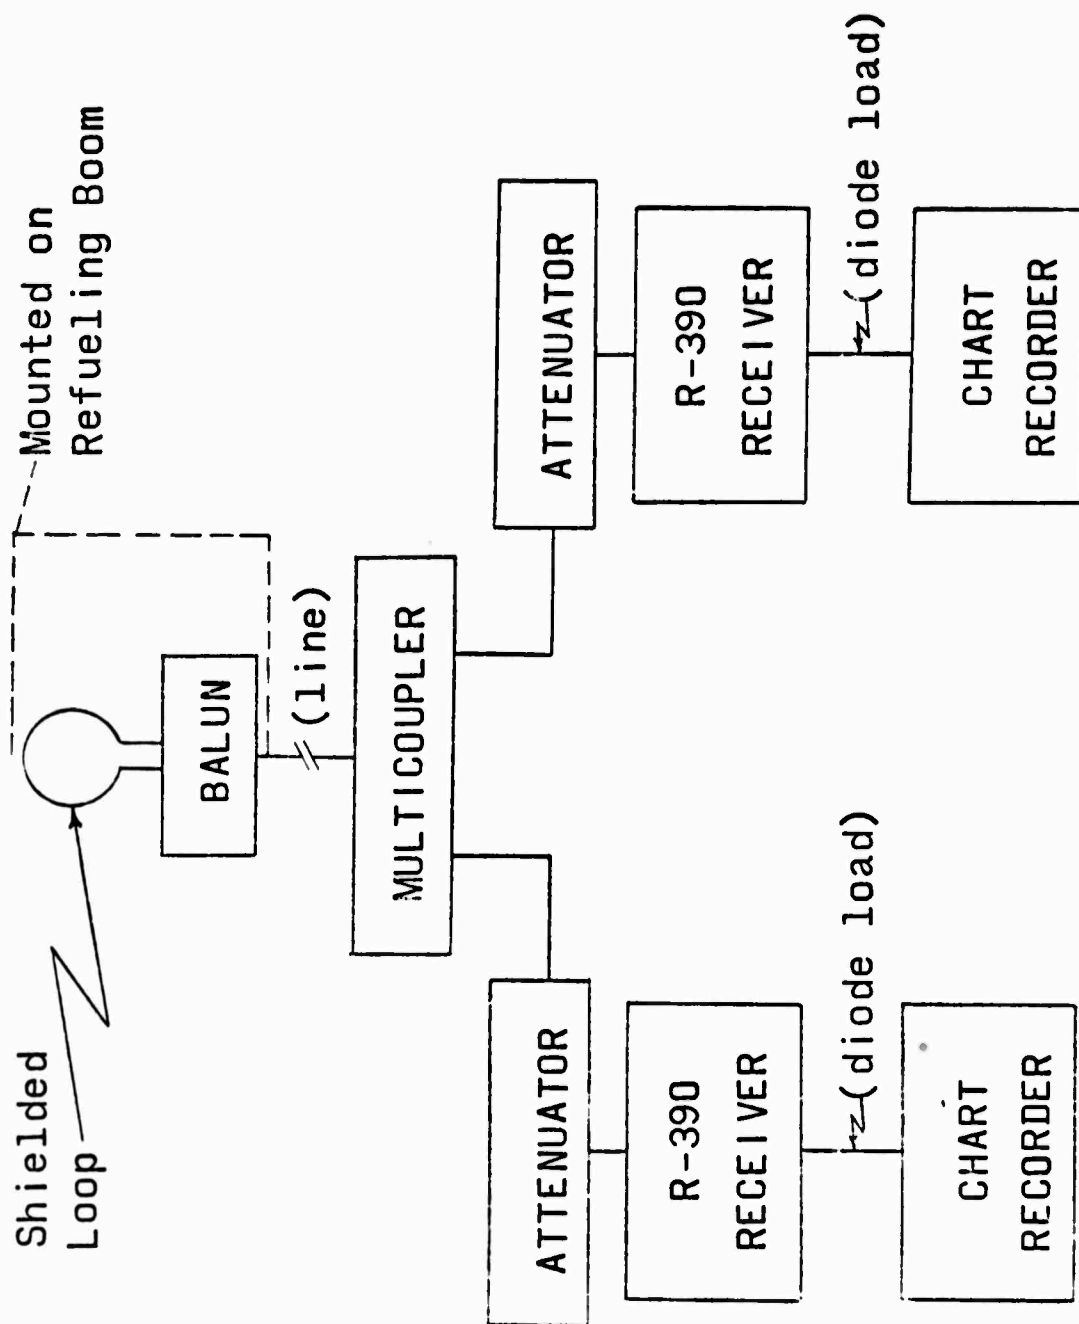 Shielded
Loop
Mounted on
Refueling Boom
BALUN
(line)
MULTICOUPLER
ATTENUATOR
ATTENUATOR
R-390
RECEIVER
R-390
RECEIVER
(diode load)
(diode load)
CHART
RECORDER
CHART
RECORDER